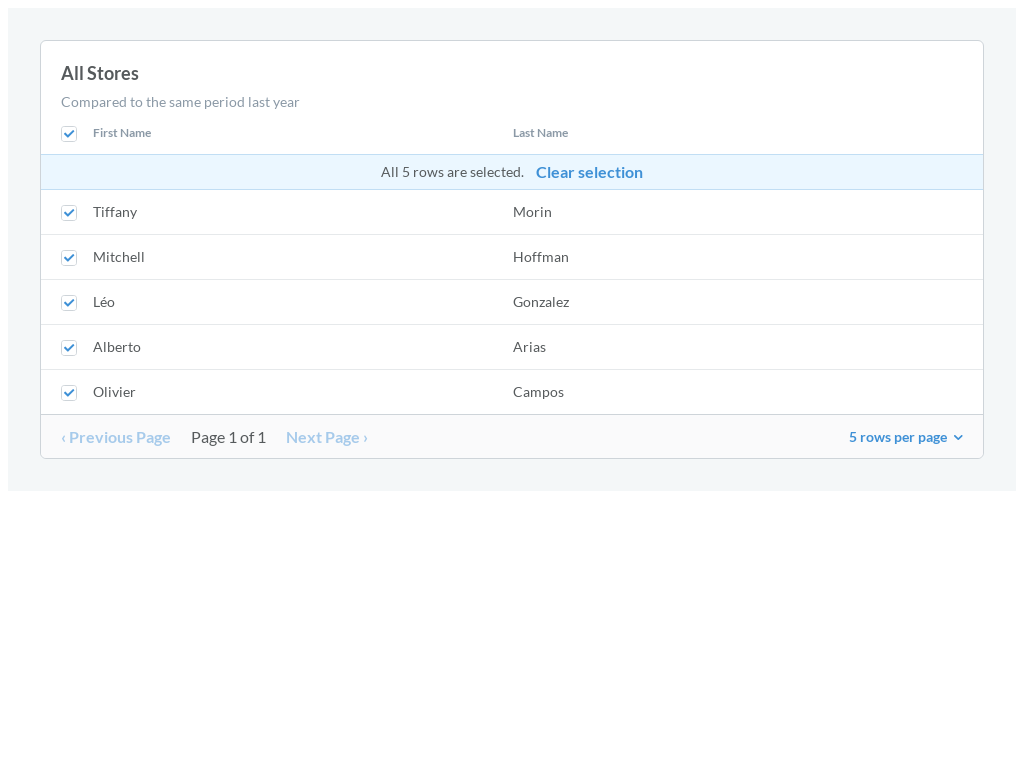 All Stores
Compared to the same period last year
First Name Last Name
All 5 rows are selected. Clear selection
Tiffany Morin
Mitchell Hoffman
Léo Gonzalez
Alberto Arias
Olivier Campos
‹ Previous Page Page 1 of 1 Next Page › 5 rows per page